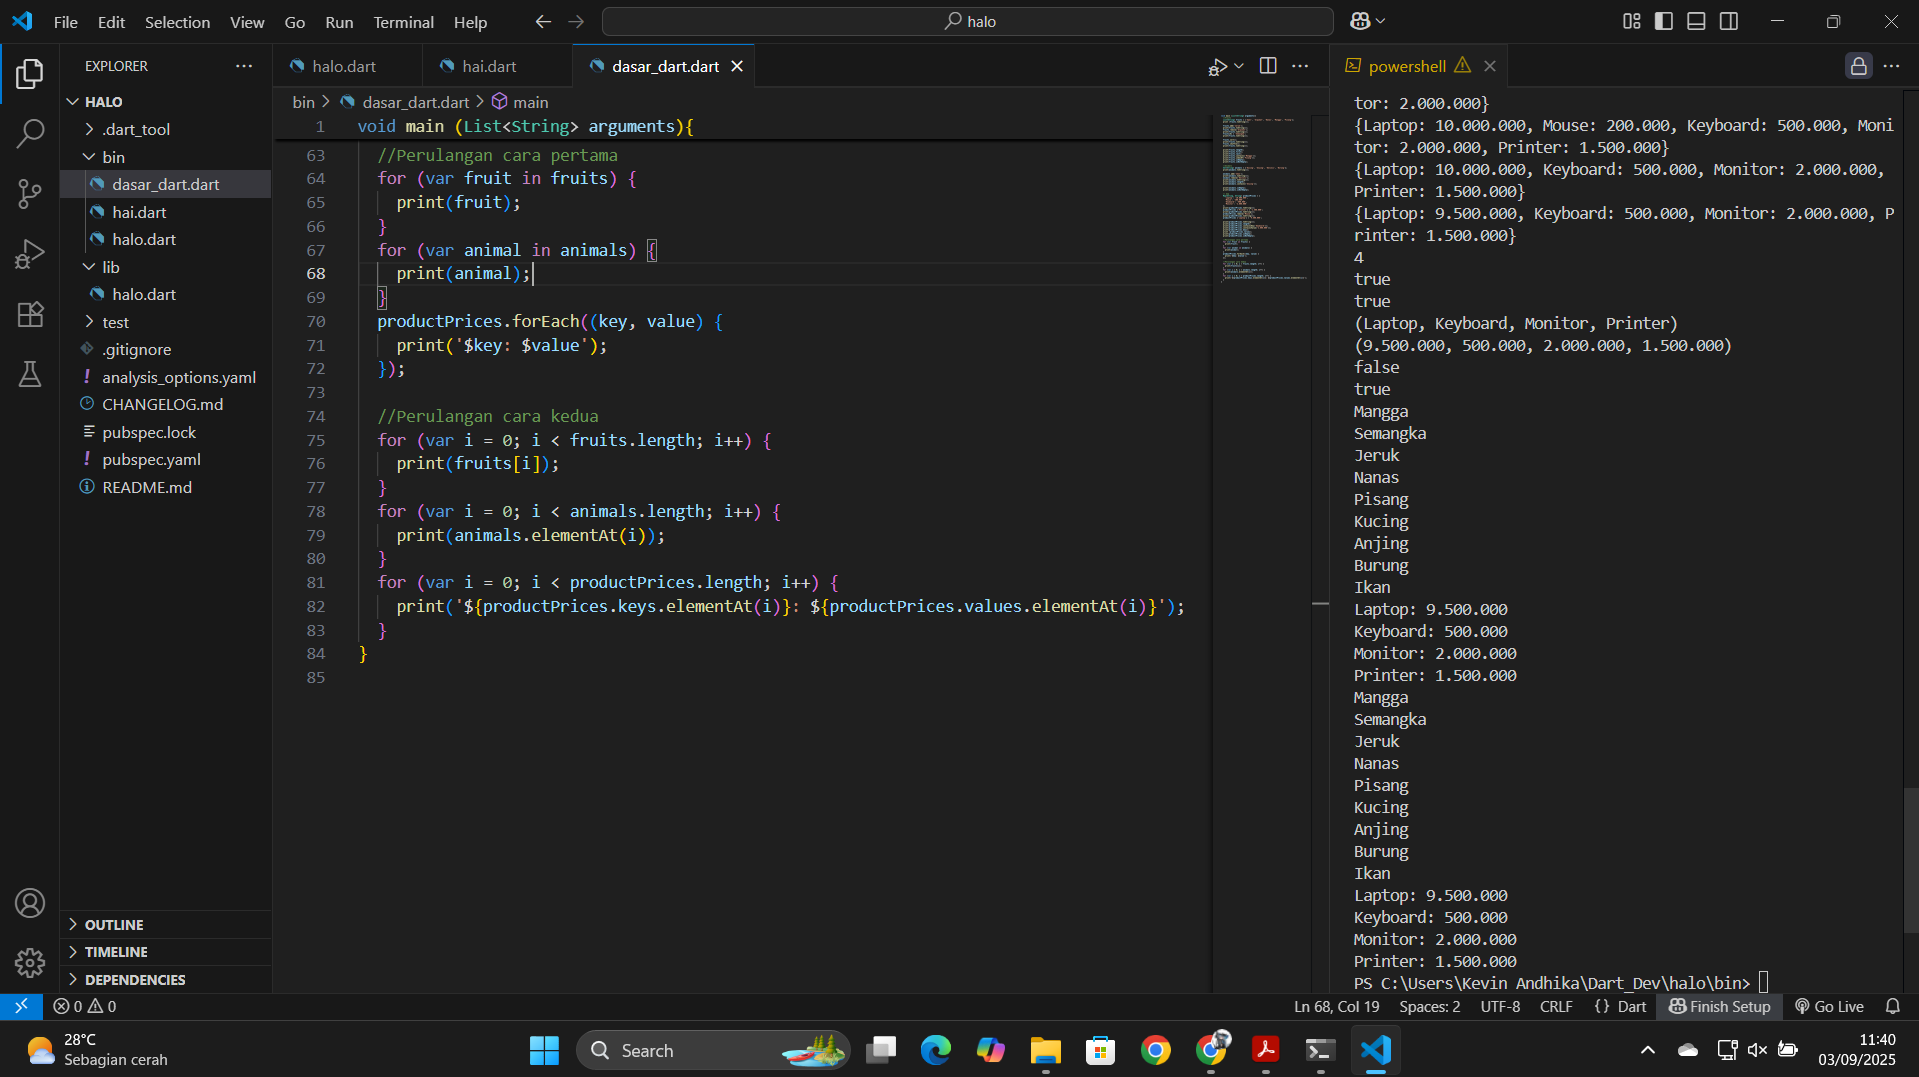 File Edit Selection View Go Run Terminal Help
halo
EXPLORER
HALO
.dart_tool
bin
dasar_dart.dart
hai.dart
halo.dart
lib
halo.dart
test
.gitignore
analysis_options.yaml
CHANGELOG.md
pubspec.lock
pubspec.yaml
README.md
OUTLINE
TIMELINE
DEPENDENCIES
halo.dart hai.dart dasar_dart.dart
bin > dasar_dart.dart > main
1 void main (List<String> arguments){
63 //Perulangan cara pertama
64 for (var fruit in fruits) {
65 print(fruit);
66 }
67 for (var animal in animals) {
68 print(animal);
69 }
70 productPrices.forEach((key, value) {
71 print('$key: $value');
72 });
73
74 //Perulangan cara kedua
75 for (var i = 0; i < fruits.length; i++) {
76 print(fruits[i]);
77 }
78 for (var i = 0; i < animals.length; i++) {
79 print(animals.elementAt(i));
80 }
81 for (var i = 0; i < productPrices.length; i++) {
82 print('${productPrices.keys.elementAt(i)}: ${productPrices.values.elementAt(i)}');
83 }
84 }
85
powershell
tor: 2.000.000}
{Laptop: 10.000.000, Mouse: 200.000, Keyboard: 500.000, Moni
tor: 2.000.000, Printer: 1.500.000}
{Laptop: 10.000.000, Keyboard: 500.000, Monitor: 2.000.000,
Printer: 1.500.000}
{Laptop: 9.500.000, Keyboard: 500.000, Monitor: 2.000.000, P
rinter: 1.500.000}
4
true
true
(Laptop, Keyboard, Monitor, Printer)
(9.500.000, 500.000, 2.000.000, 1.500.000)
false
true
Mangga
Semangka
Jeruk
Nanas
Pisang
Kucing
Anjing
Burung
Ikan
Laptop: 9.500.000
Keyboard: 500.000
Monitor: 2.000.000
Printer: 1.500.000
Mangga
Semangka
Jeruk
Nanas
Pisang
Kucing
Anjing
Burung
Ikan
Laptop: 9.500.000
Keyboard: 500.000
Monitor: 2.000.000
Printer: 1.500.000
PS C:\Users\Kevin Andhika\Dart_Dev\halo\bin>
0 0 Ln 68, Col 19 Spaces: 2 UTF-8 CRLF {} Dart Finish Setup Go Live
28°C
Sebagian cerah
Search
11:40
03/09/2025